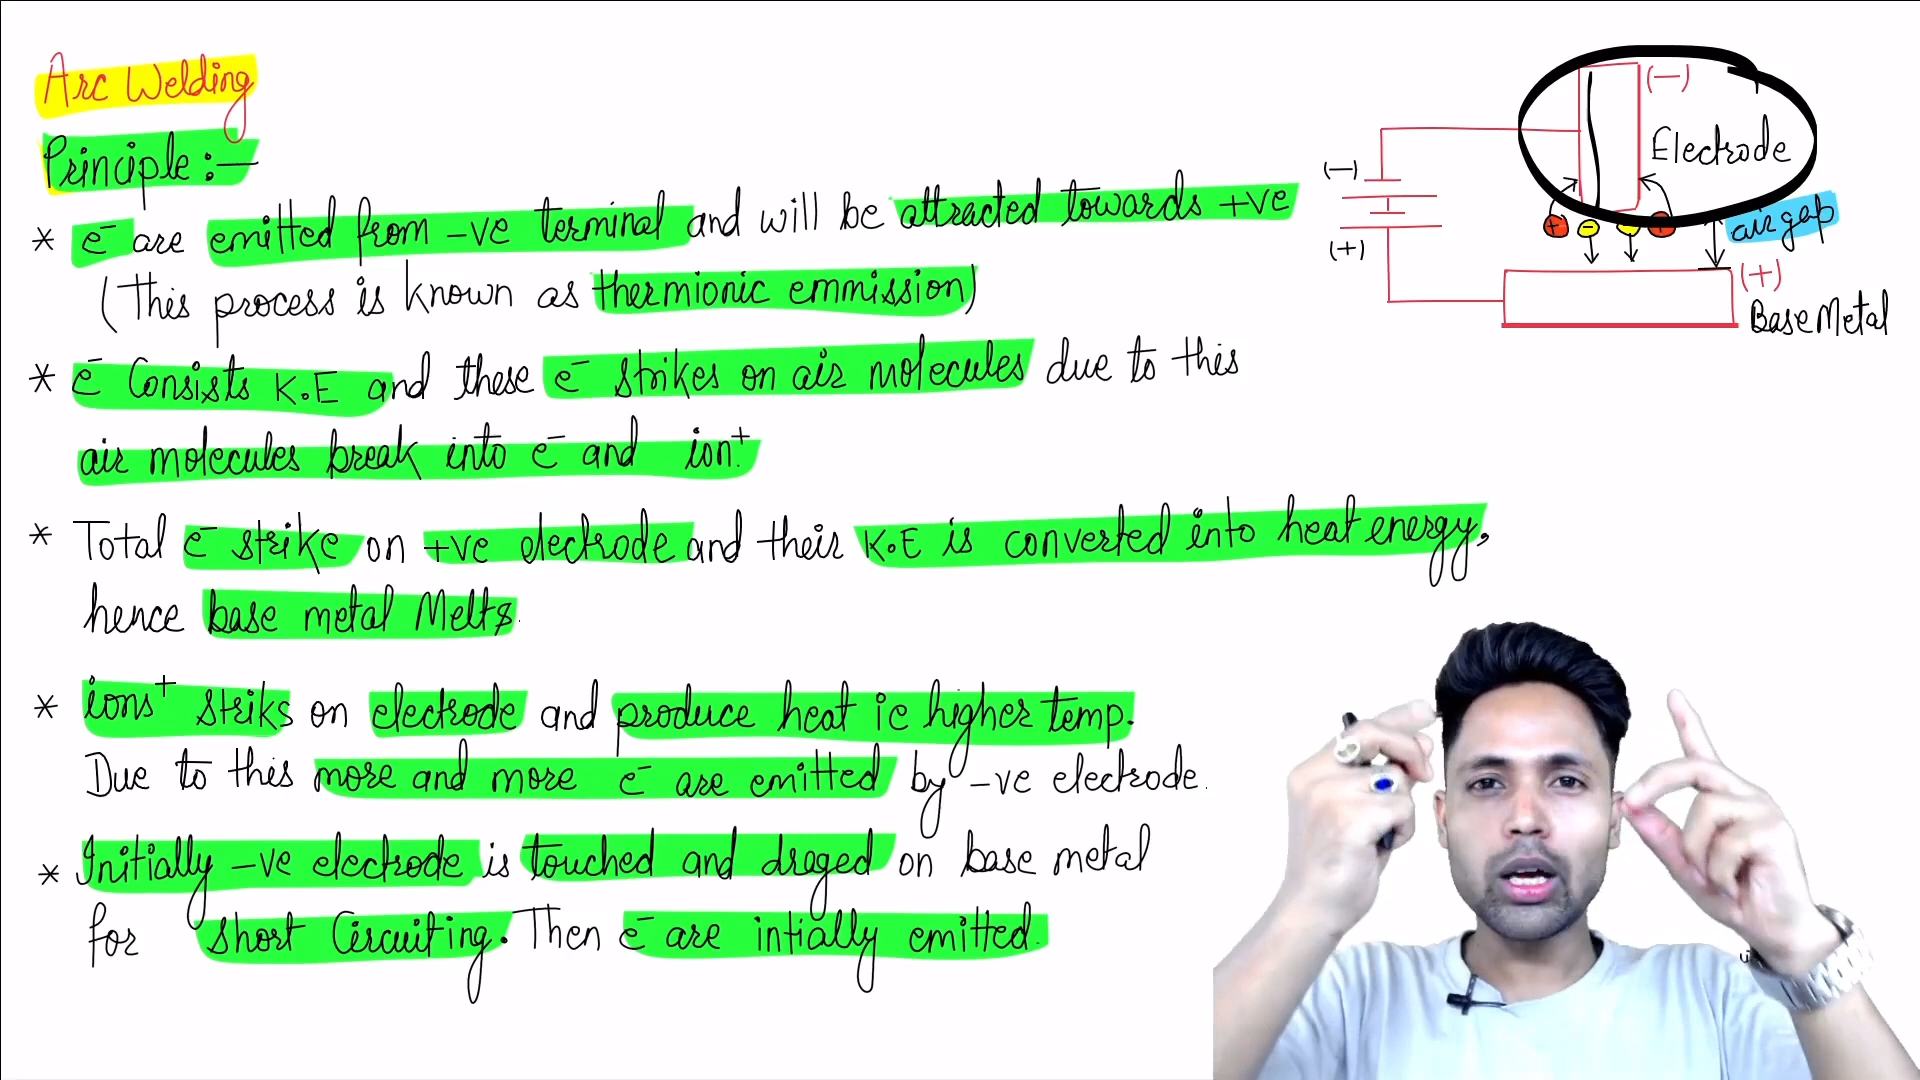 Arc Welding
Principle :—
* e⁻ are emitted from -ve terminal and will be attracted towards +ve
(This process is known as thermionic emmission)
* e⁻ Consists K.E and these e⁻ strikes on air molecules due to this
air molecules break into e⁻ and ion⁺.
* Total e⁻ strike on +ve electrode and their K.E is converted into heat energy,
hence base metal Melts.
* ions⁺ striks on electrode and produce heat ie higher temp.
Due to this more and more e⁻ are emitted by -ve electrode.
* Initially -ve electrode is touched and draged on base metal
for Short Circuiting. Then e⁻ are intially emitted.
(-)
Electrode
(-)
+ - +
air gap
(+)
(+)
Base Metal